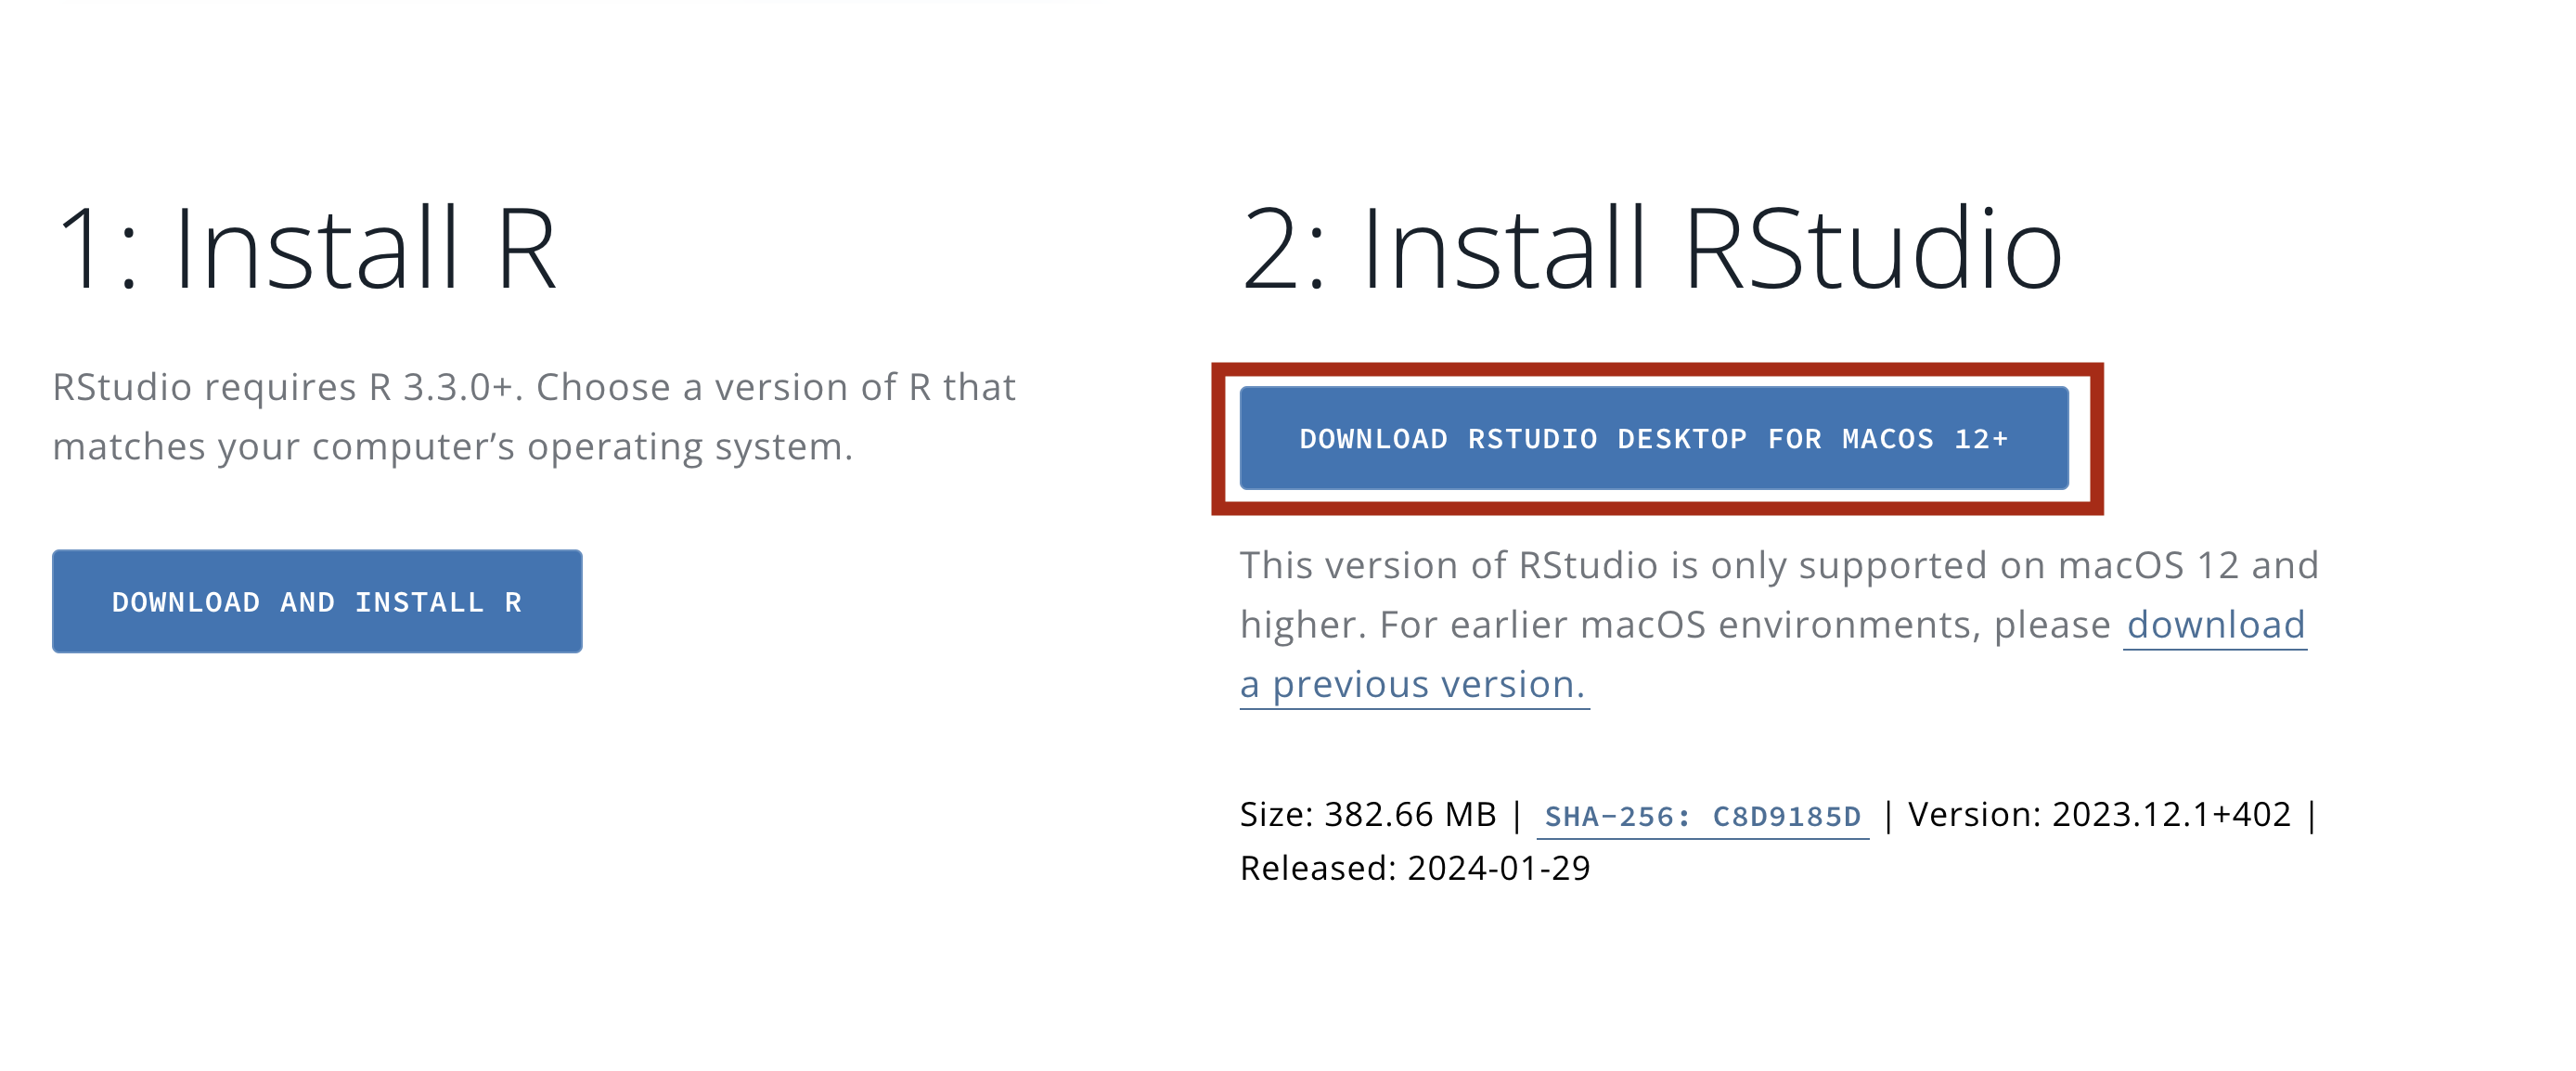 1: Install R
RStudio requires R 3.3.0+. Choose a version of R that
matches your computer’s operating system.
DOWNLOAD AND INSTALL R
2: Install RStudio
DOWNLOAD RSTUDIO DESKTOP FOR MACOS 12+
This version of RStudio is only supported on macOS 12 and
higher. For earlier macOS environments, please download
a previous version.
Size: 382.66 MB | SHA-256: C8D9185D | Version: 2023.12.1+402 |
Released: 2024-01-29